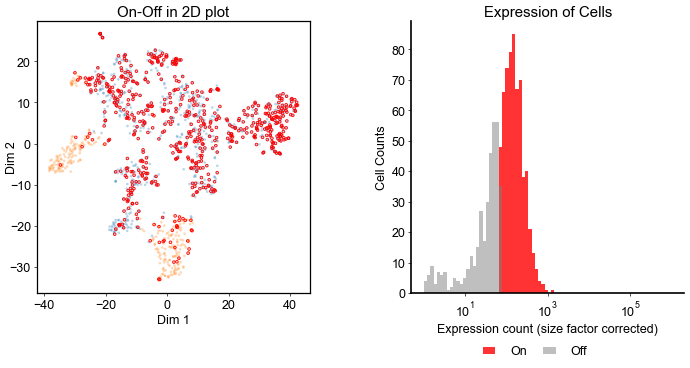 On-Off in 2D plot
Dim 2
20
10
0
−10
−20
−30
−40
−20
0
20
40
Dim 1
Expression of Cells
Cell Counts
80
70
60
50
40
30
20
10
0
10^1
10^3
10^5
Expression count (size factor corrected)
On
Off